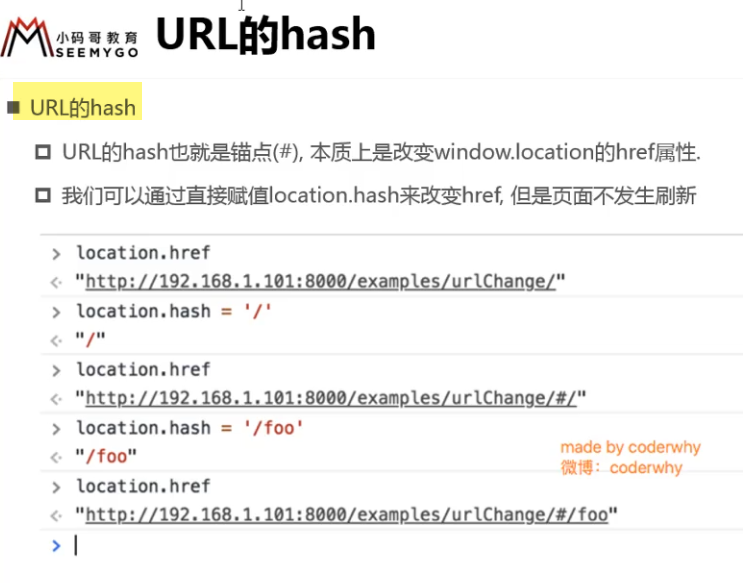 小码哥教育
SEEMYGO
URL的hash
URL的hash
URL的hash也就是锚点(#), 本质上是改变window.location的href属性.
我们可以通过直接赋值location.hash来改变href, 但是页面不发生刷新
> location.href
"http://192.168.1.101:8000/examples/urlChange/"
> location.hash = '/'
"/"
> location.href
"http://192.168.1.101:8000/examples/urlChange/#/"
> location.hash = '/foo'
"/foo"
> location.href
"http://192.168.1.101:8000/examples/urlChange/#/foo"
>
made by coderwhy
微博：coderwhy